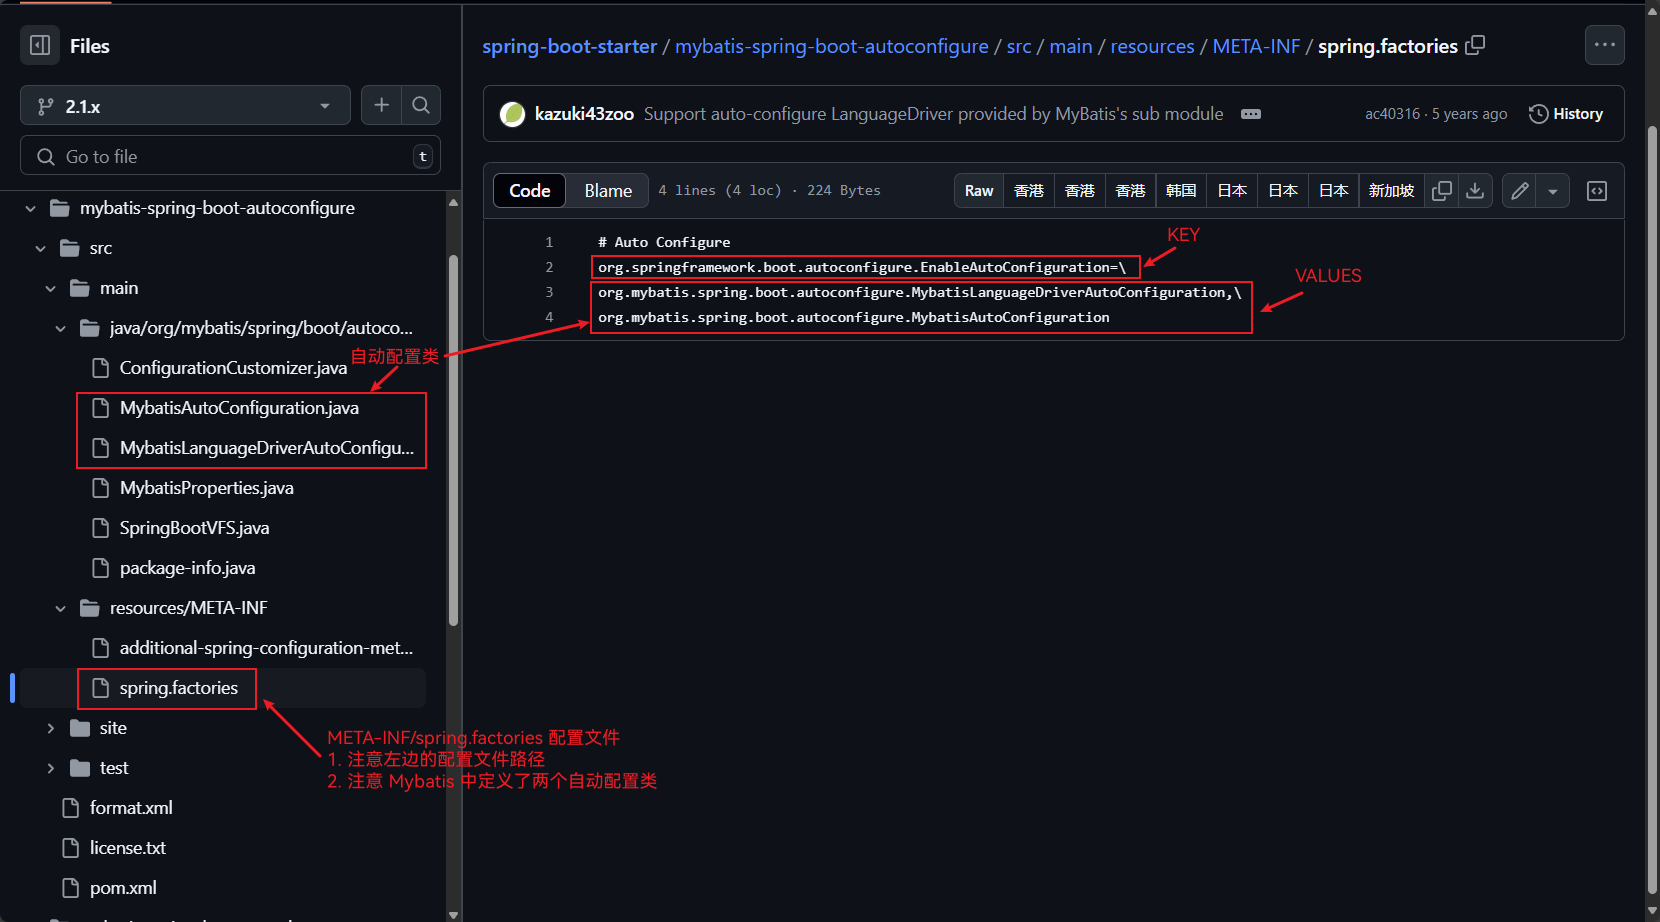 Files
2.1.x
Go to file
t
mybatis-spring-boot-autoconfigure
src
main
java/org/mybatis/spring/boot/autoco...
ConfigurationCustomizer.java
自动配置类
MybatisAutoConfiguration.java
MybatisLanguageDriverAutoConfigu...
MybatisProperties.java
SpringBootVFS.java
package-info.java
resources/META-INF
additional-spring-configuration-met...
spring.factories
META-INF/spring.factories 配置文件
1. 注意左边的配置文件路径
2. 注意 Mybatis 中定义了两个自动配置类
site
test
format.xml
license.txt
pom.xml
spring-boot-starter / mybatis-spring-boot-autoconfigure / src / main / resources / META-INF / spring.factories
kazuki43zoo Support auto-configure LanguageDriver provided by MyBatis's sub module
ac40316 · 5 years ago
History
Code Blame 4 lines (4 loc) · 224 Bytes
Raw 香港 香港 香港 韩国 日本 日本 日本 新加坡
KEY
VALUES
1 # Auto Configure
2 org.springframework.boot.autoconfigure.EnableAutoConfiguration=\
3 org.mybatis.spring.boot.autoconfigure.MybatisLanguageDriverAutoConfiguration,\
4 org.mybatis.spring.boot.autoconfigure.MybatisAutoConfiguration